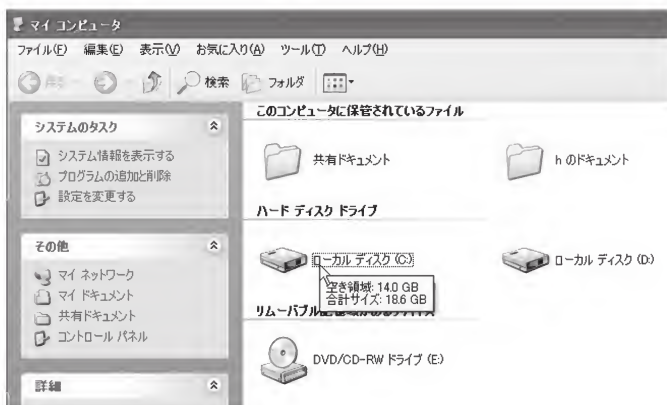 マイ コンピュータ
ファイル(F) 編集(E) 表示(V) お気に入り(A) ツール(T) ヘルプ(H)
検索 フォルダ
システムのタスク
システム情報を表示する
プログラムの追加と削除
設定を変更する
その他
マイ ネットワーク
マイ ドキュメント
共有ドキュメント
コントロール パネル
詳細
このコンピュータに保管されているファイル
共有ドキュメント
h のドキュメント
ハード ディスク ドライブ
ローカル ディスク (C:)
ローカル ディスク (D:)
空き領域: 14.0 GB
合計サイズ: 18.6 GB
リムーバブル
DVD/CD-RW ドライブ (E:)